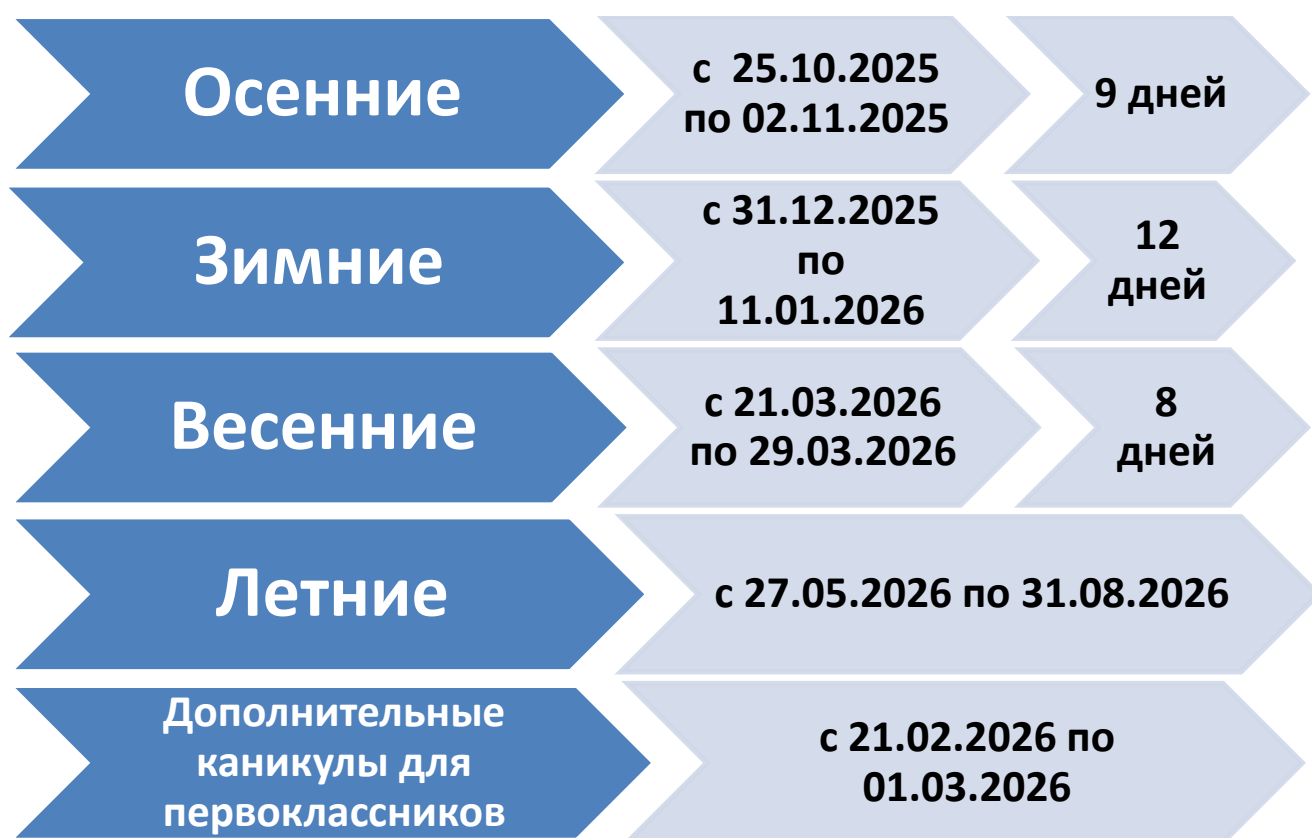 Осенние
с 25.10.2025
по 02.11.2025
9 дней
Зимние
с 31.12.2025
по
11.01.2026
12
дней
Весенние
с 21.03.2026
по 29.03.2026
8
дней
Летние
с 27.05.2026 по 31.08.2026
Дополнительные
каникулы для
первоклассников
с 21.02.2026 по
01.03.2026